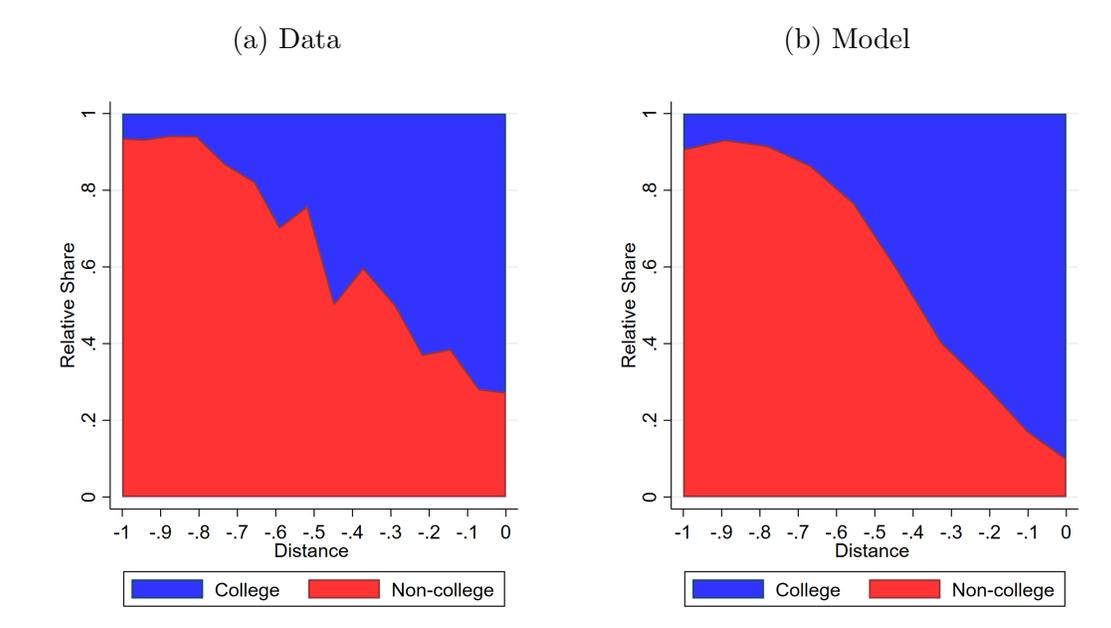 (a) Data
(b) Model
Relative Share
1
.8
.6
.4
.2
0
-1 -.9 -.8 -.7 -.6 -.5 -.4 -.3 -.2 -.1 0
Distance
College Non-college
Relative Share
1
.8
.6
.4
.2
0
-1 -.9 -.8 -.7 -.6 -.5 -.4 -.3 -.2 -.1 0
Distance
College Non-college